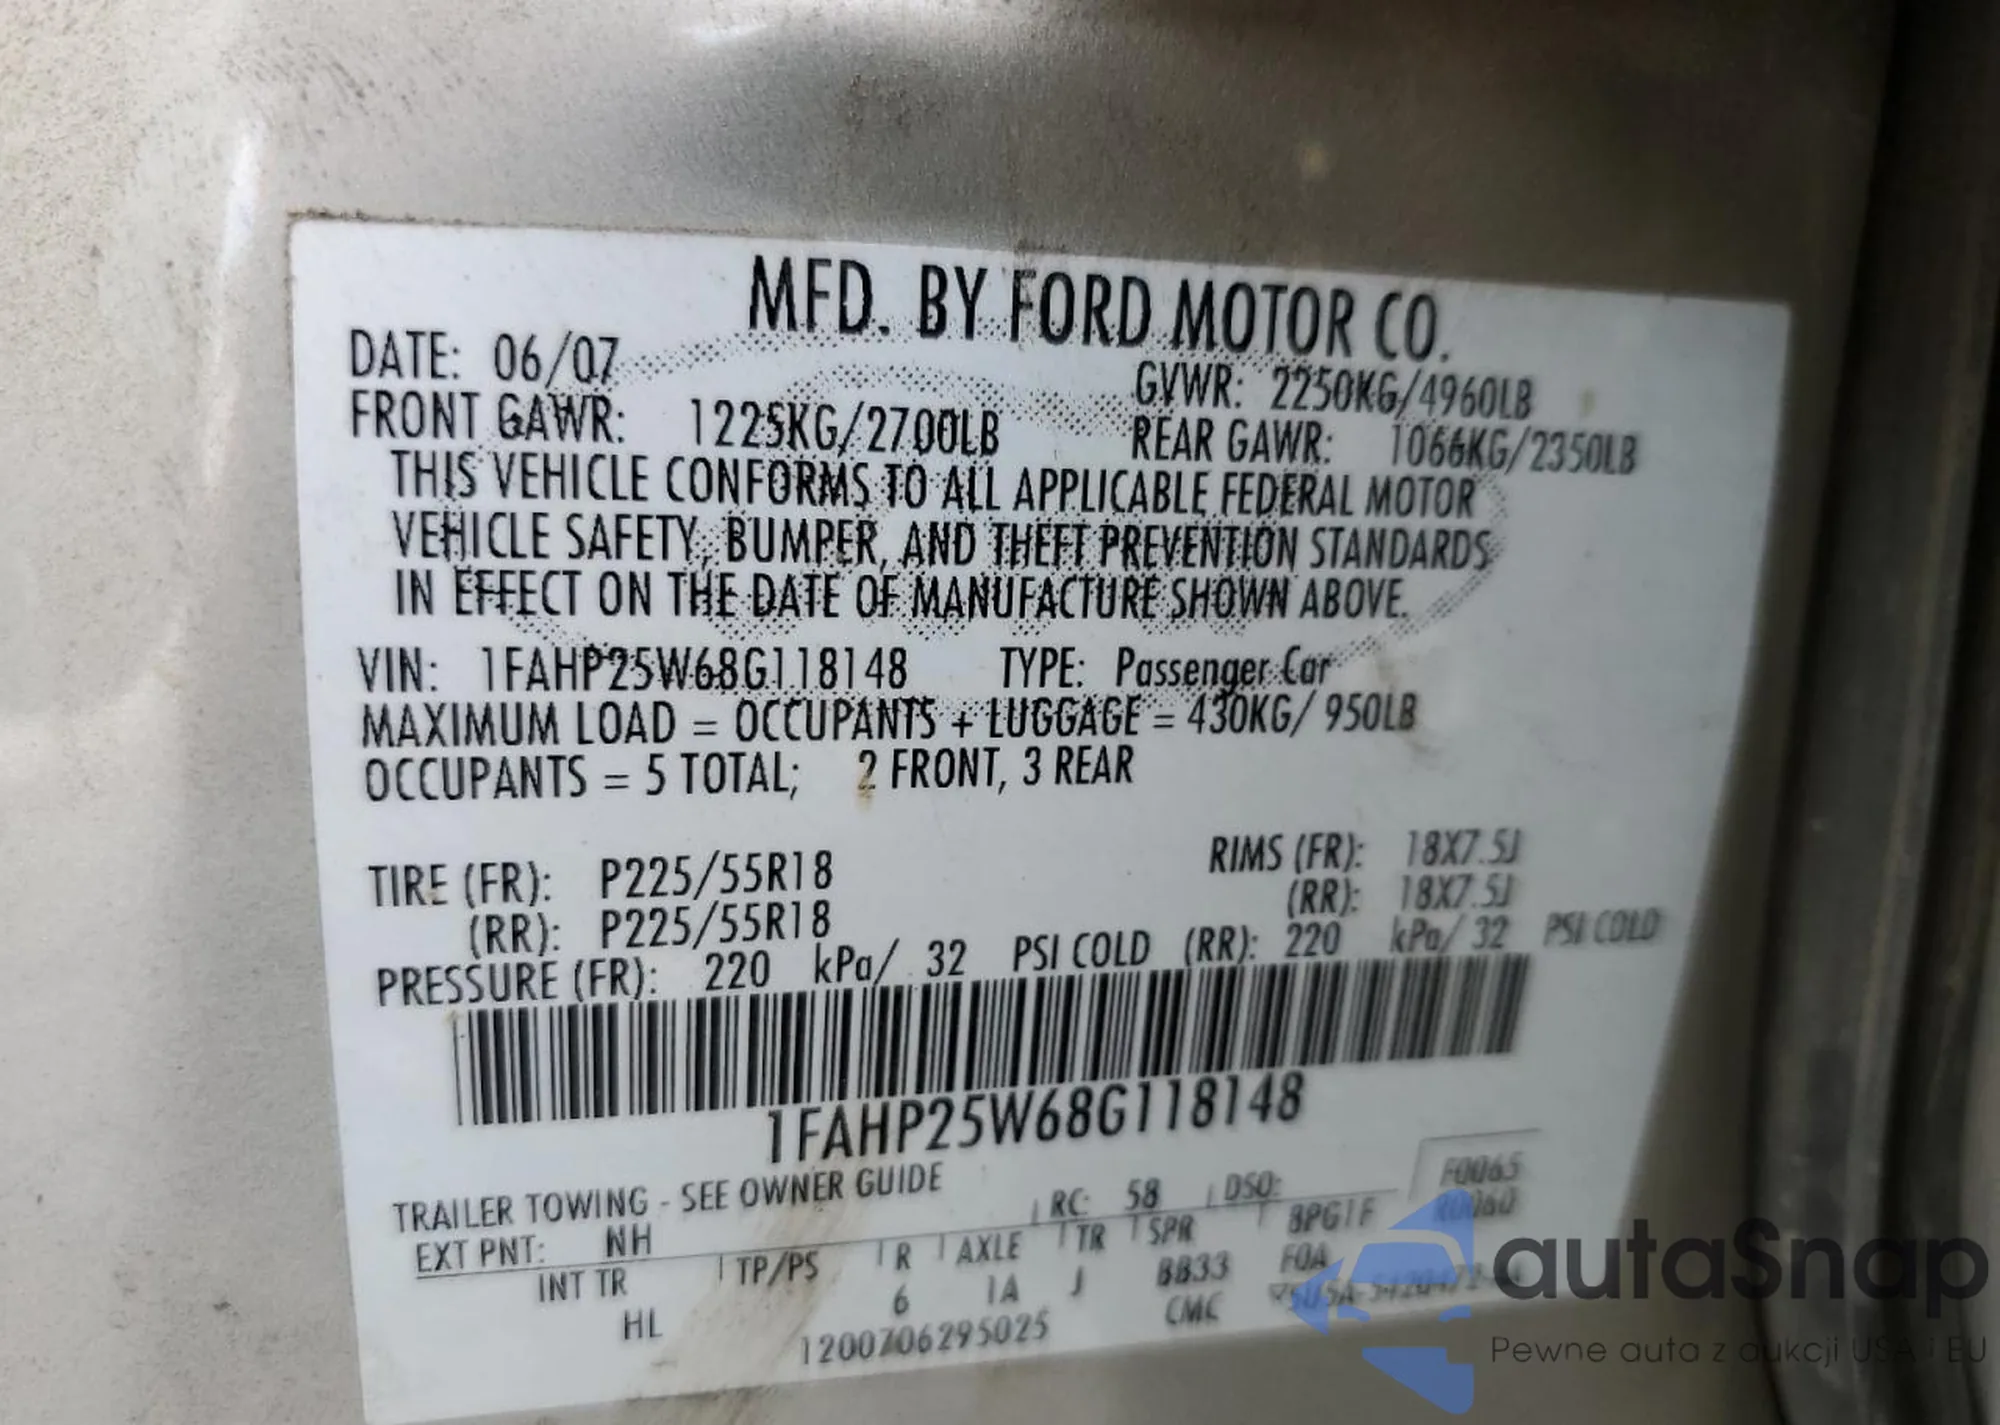 MFD. BY FORD MOTOR CO.
DATE: 06/07 GVWR: 2250KG/4960LB
FRONT GAWR: 1225KG/2700LB REAR GAWR: 1066KG/2350LB
THIS VEHICLE CONFORMS TO ALL APPLICABLE FEDERAL MOTOR
VEHICLE SAFETY, BUMPER, AND THEFT PREVENTION STANDARDS
IN EFFECT ON THE DATE OF MANUFACTURE SHOWN ABOVE.
VIN: 1FAHP25W68G118148 TYPE: Passenger Car
MAXIMUM LOAD = OCCUPANTS + LUGGAGE = 430KG/ 950LB
OCCUPANTS = 5 TOTAL; 2 FRONT, 3 REAR
TIRE (FR): P225/55R18 RIMS (FR): 18X7.5J
(RR): P225/55R18 (RR): 18X7.5J
PRESSURE (FR): 220 kPa/ 32 PSI COLD (RR): 220 kPa/ 32 PSI COLD
1FAHP25W68G118148
TRAILER TOWING - SEE OWNER GUIDE
F0065
R0060
EXT PNT: NH RC: 58 DSO:
INT TR TP/PS R AXLE TR SPR 8PG1F
HL 6 1A J BB33 FOA
1200706295025 CMC
autaSnap
Pewne auta z aukcji USA i EU